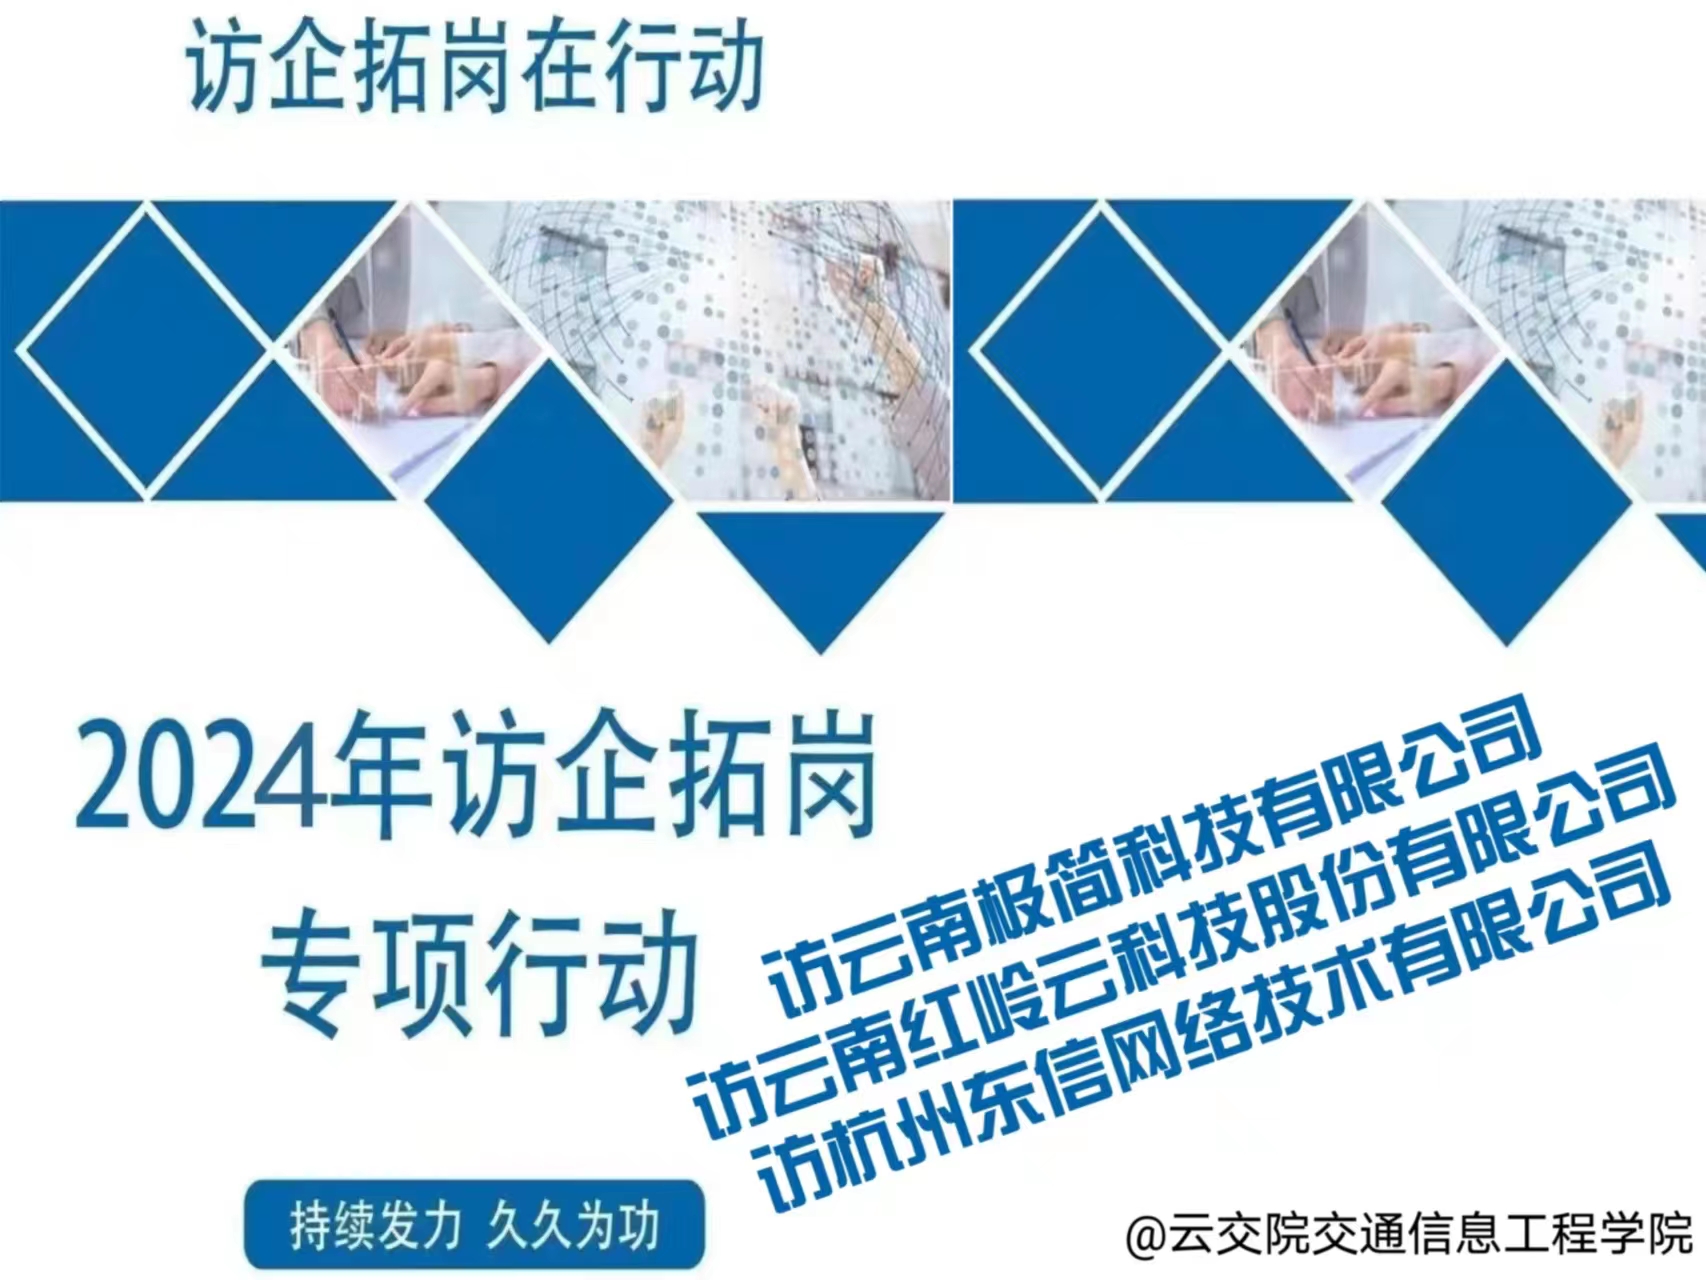 访企拓岗在行动
2024年访企拓岗
专项行动
访云南极简科技有限公司
访云南红岭云科技股份有限公司
访杭州东信网络技术有限公司
持续发力 久久为功
@云交院交通信息工程学院